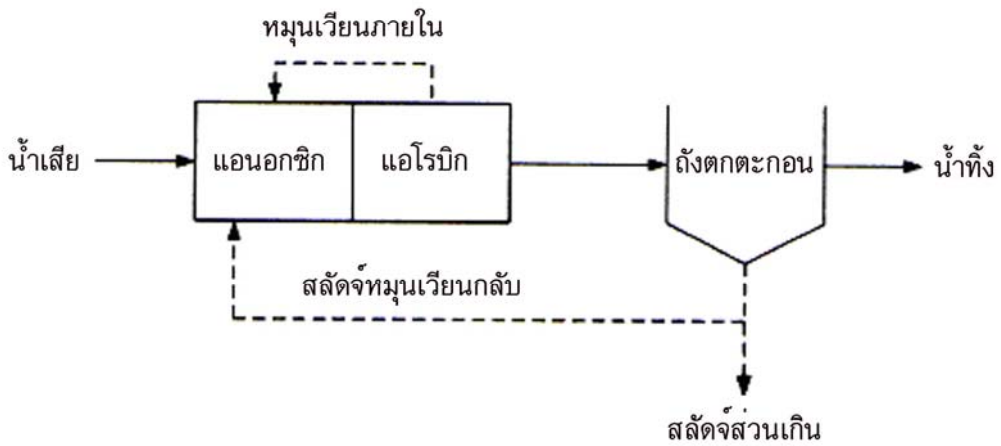 หมุนเวียนภายใน
น้ำเสีย
แอนอกซิก
แอโรบิก
ถังตกตะกอน
น้ำทิ้ง
สลัดจ์หมุนเวียนกลับ
สลัดจ์ส่วนเกิน